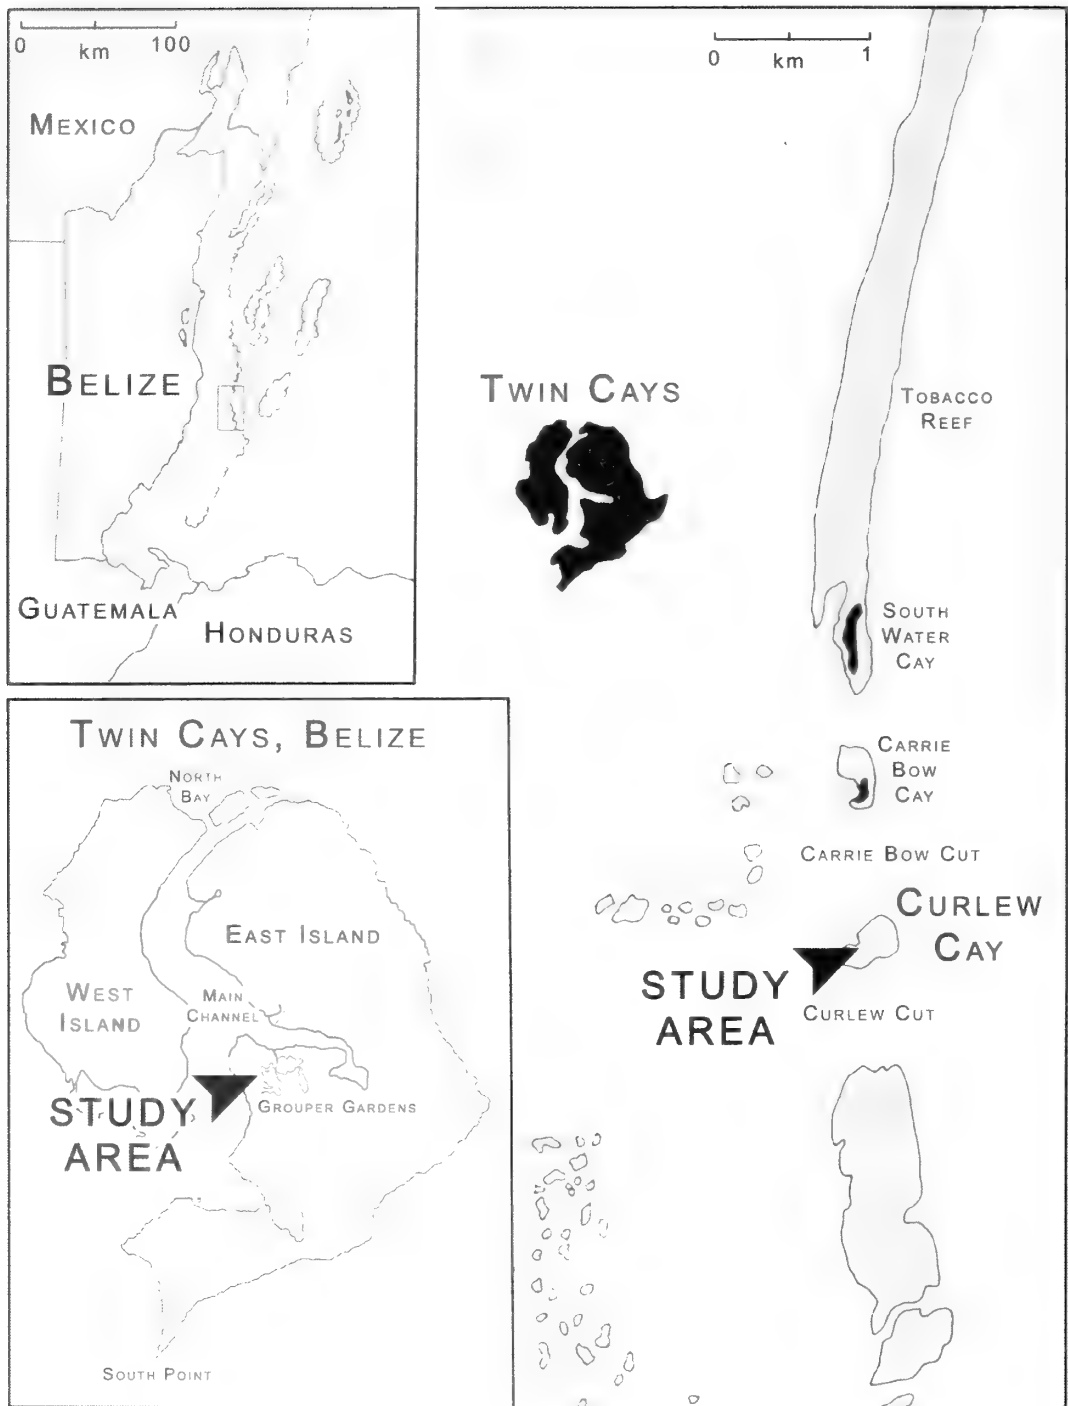 0 km 100
MEXICO
BELIZE
GUATEMALA
HONDURAS
0 km 1
TWIN CAYS
TOBACCO
REEF
SOUTH
WATER
CAY
CARRIE
BOW
CAY
CARRIE BOW CUT
CURLEW
CAY
STUDY
AREA
CURLEW CUT
TWIN CAYS, BELIZE
NORTH
BAY
EAST ISLAND
WEST
ISLAND
MAIN
CHANNEL
GROUPER GARDENS
STUDY
AREA
SOUTH POINT